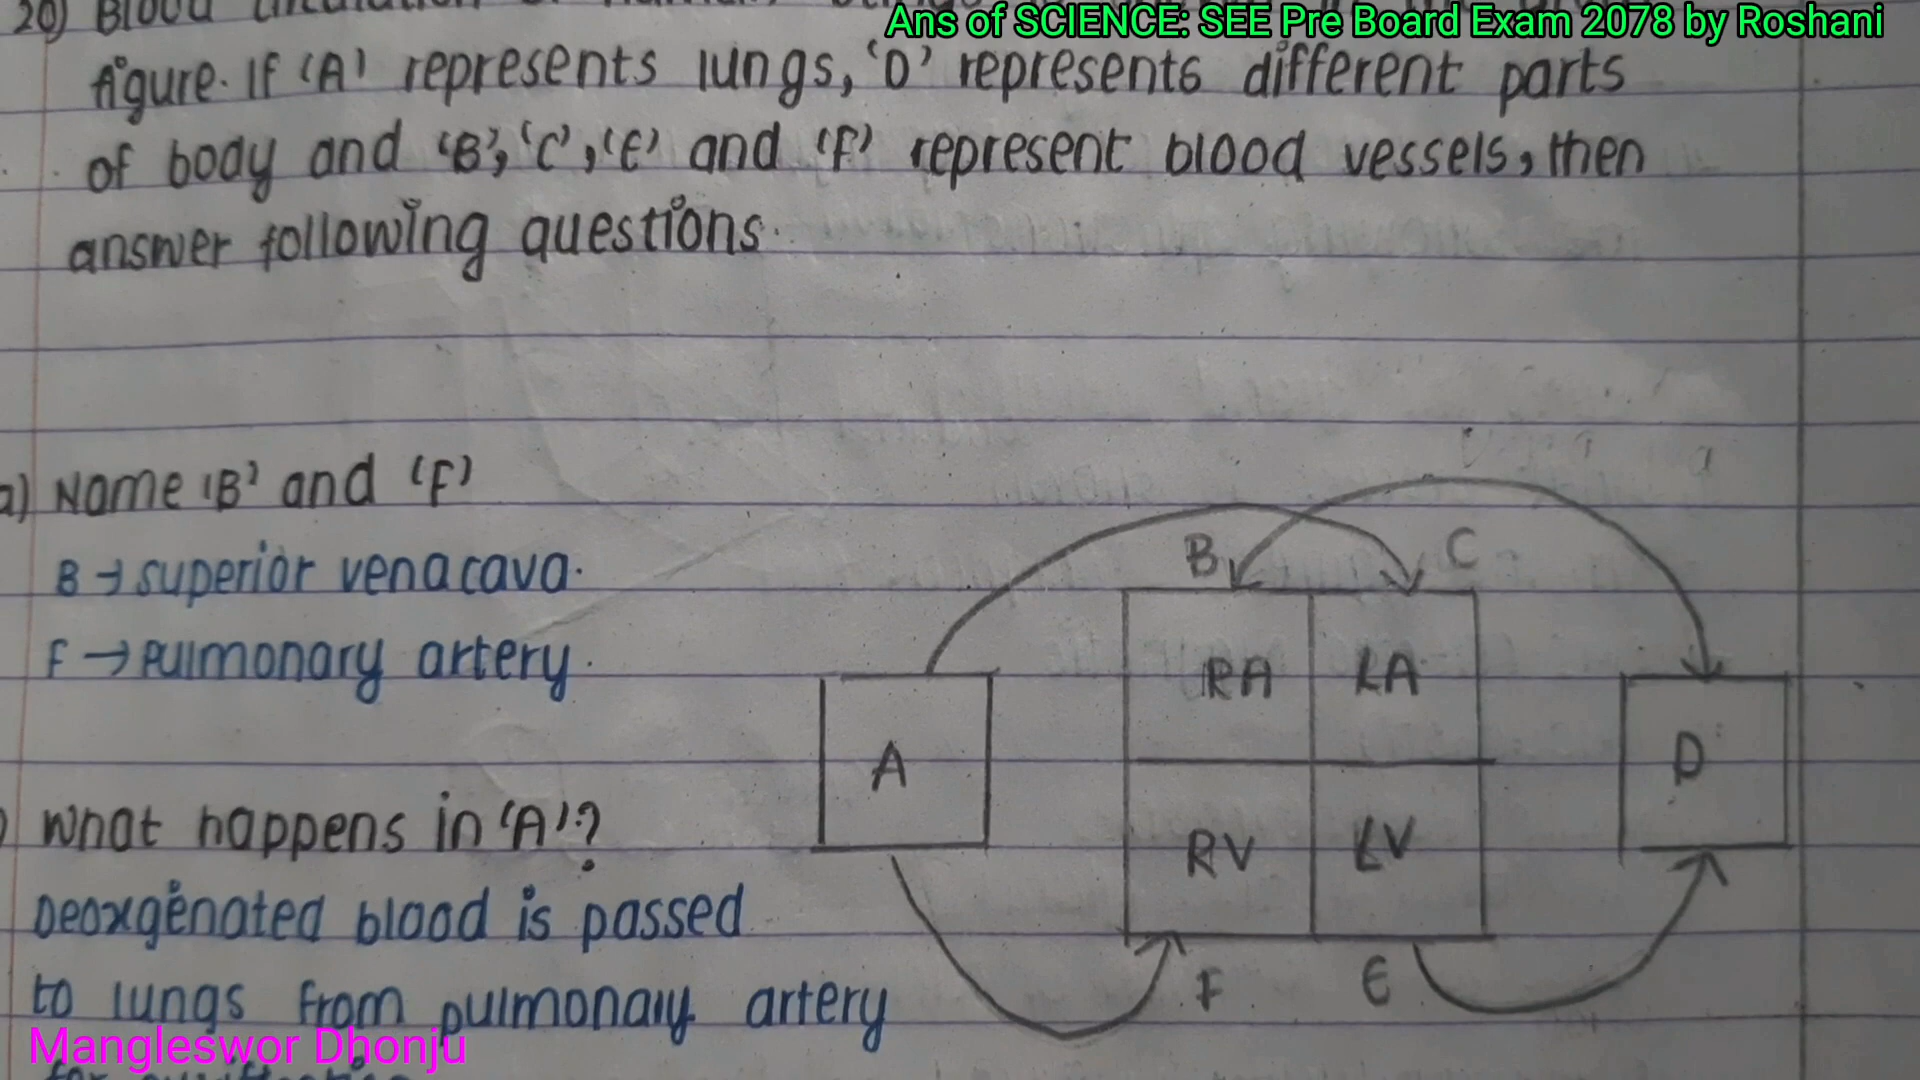 Ans of SCIENCE: SEE Pre Board Exam 2078 by Roshani
20) Blood
figure. If 'A' represents lungs, 'D' represents different parts
of body and 'B', 'C', 'E' and 'F' represent blood vessels, then
answer following questions.
a) Name 'B' and 'F'
B → superior venacava.
F → Pulmonary artery.
B C
RA LA
A
D
RV LV
F E
What happens in 'A'?
Deoxgenated blood is passed
to lungs from pulmonary artery
Mangleswor Dhonju